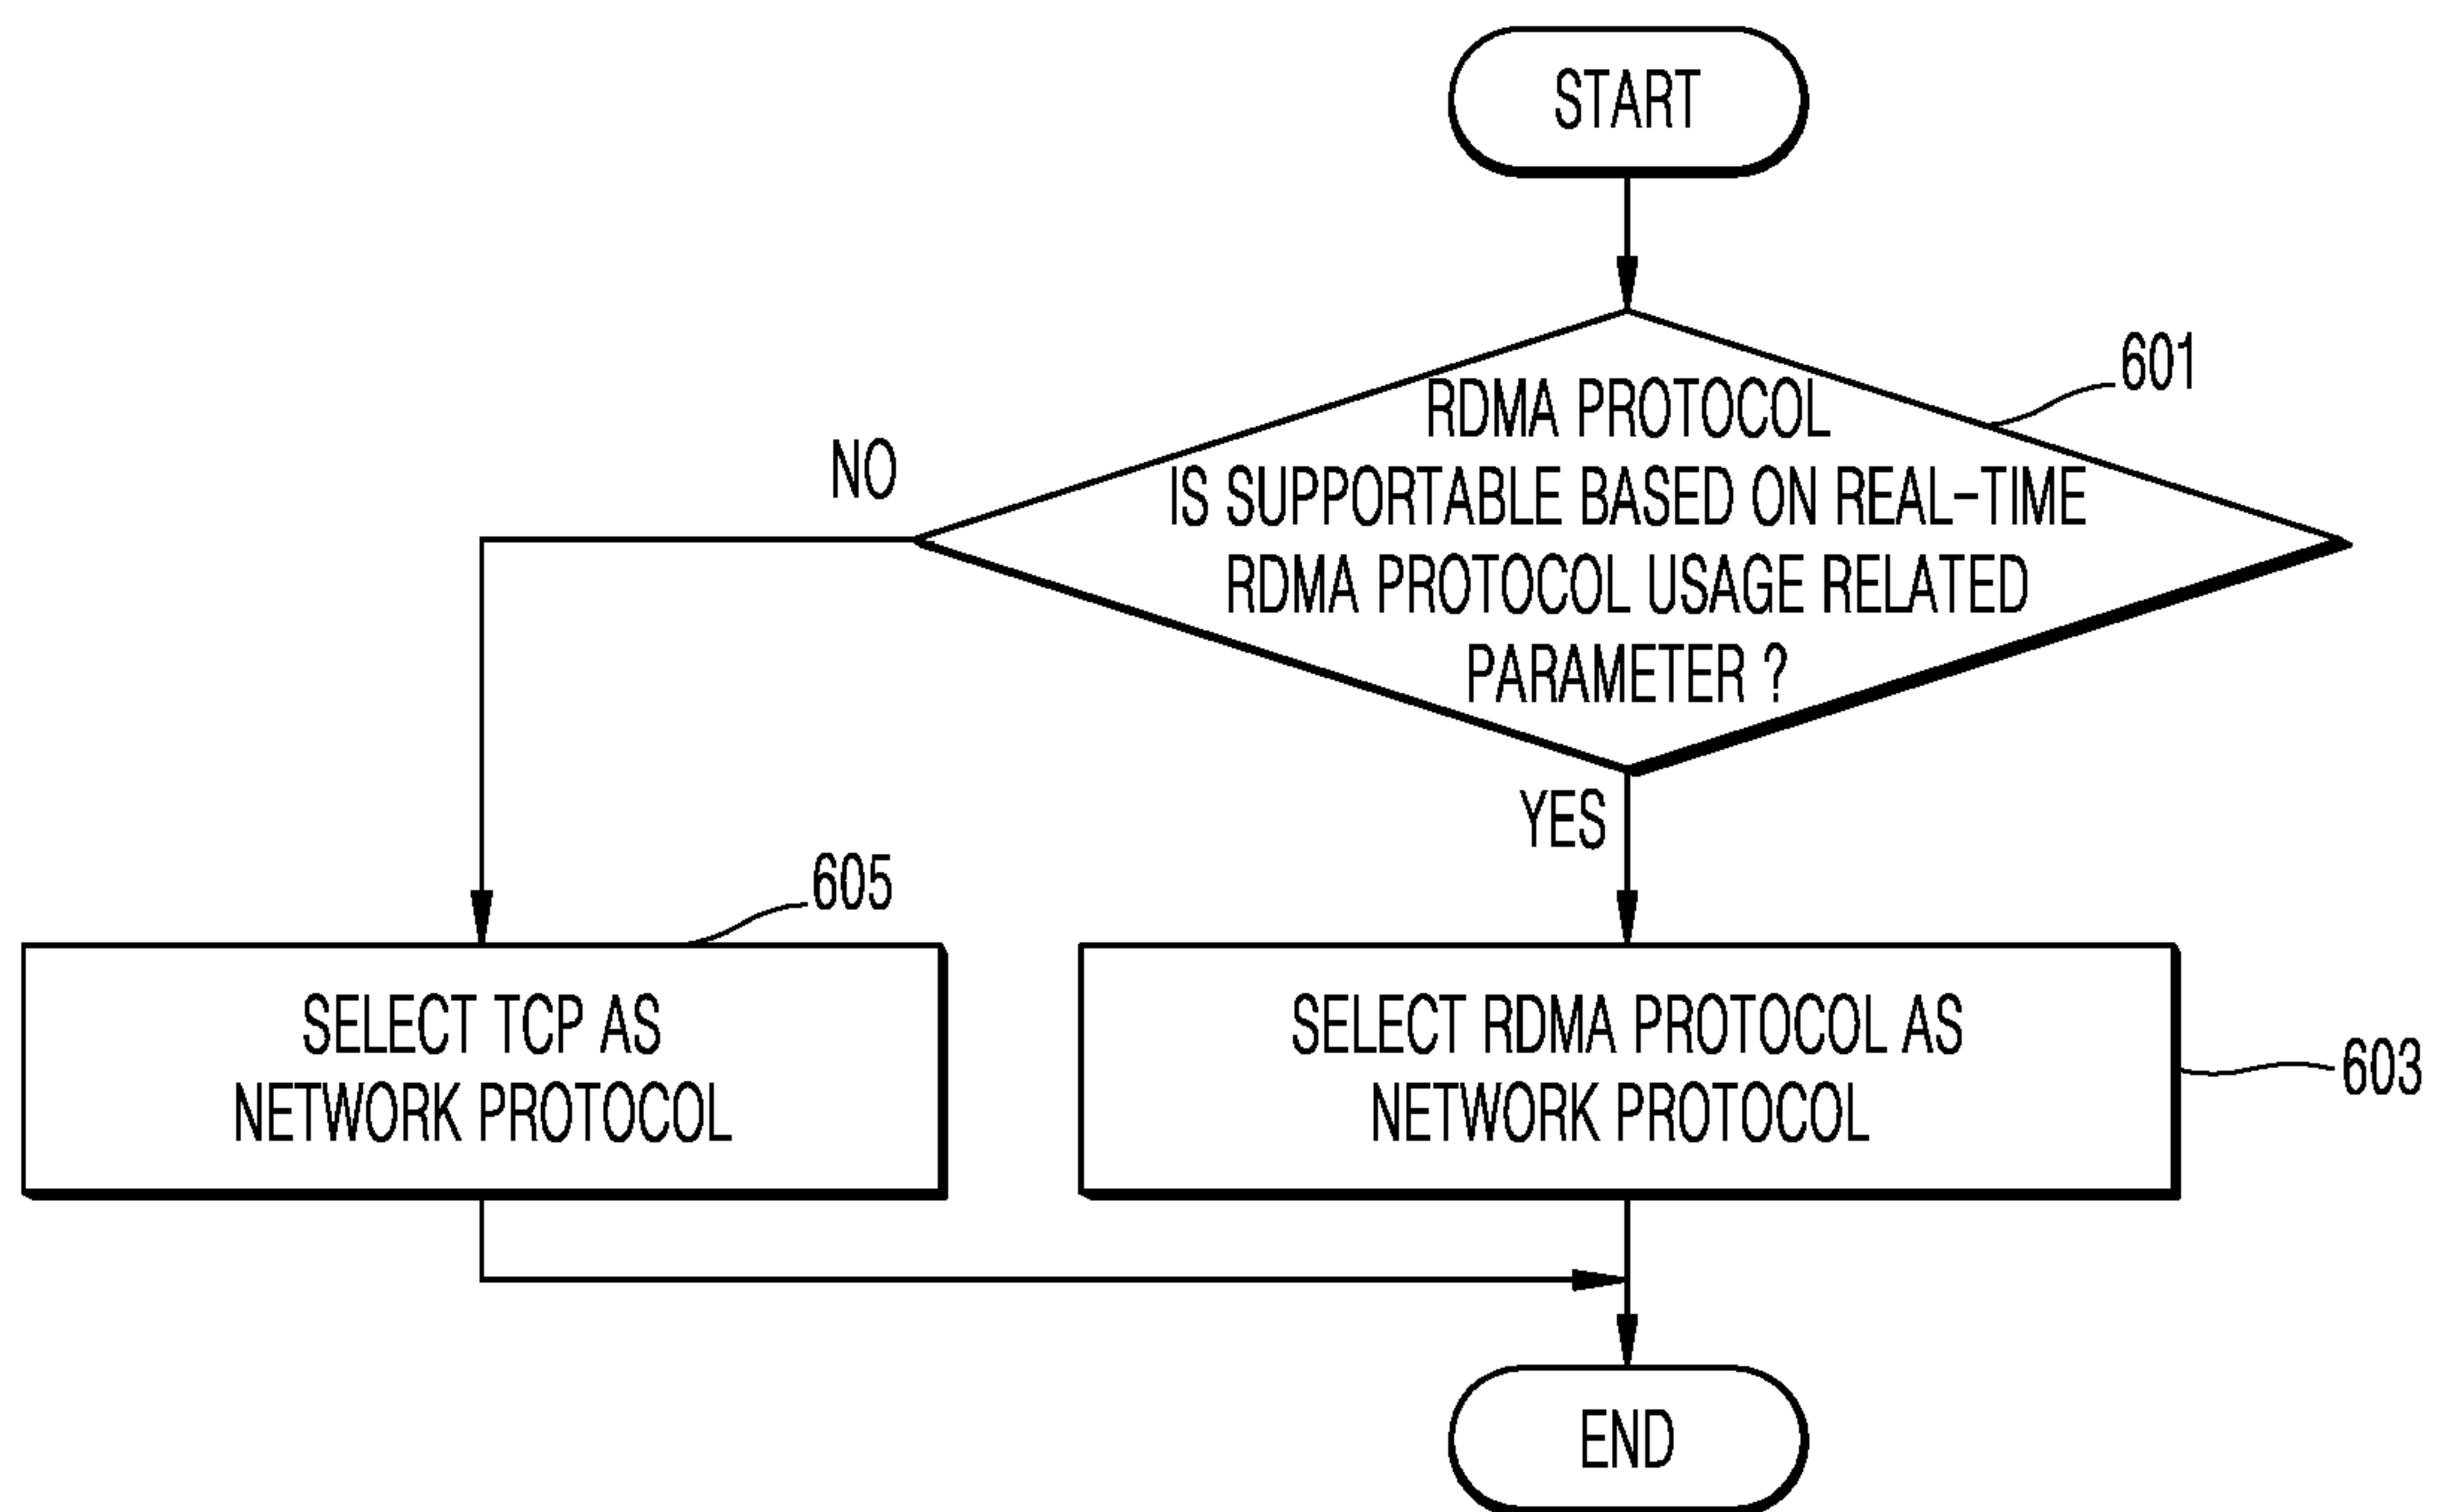 START
601
RDMA PROTOCOL
IS SUPPORTABLE BASED ON REAL-TIME
RDMA PROTOCOL USAGE RELATED
PARAMETER ?
NO
YES
605
SELECT TCP AS
NETWORK PROTOCOL
SELECT RDMA PROTOCOL AS
NETWORK PROTOCOL
603
END